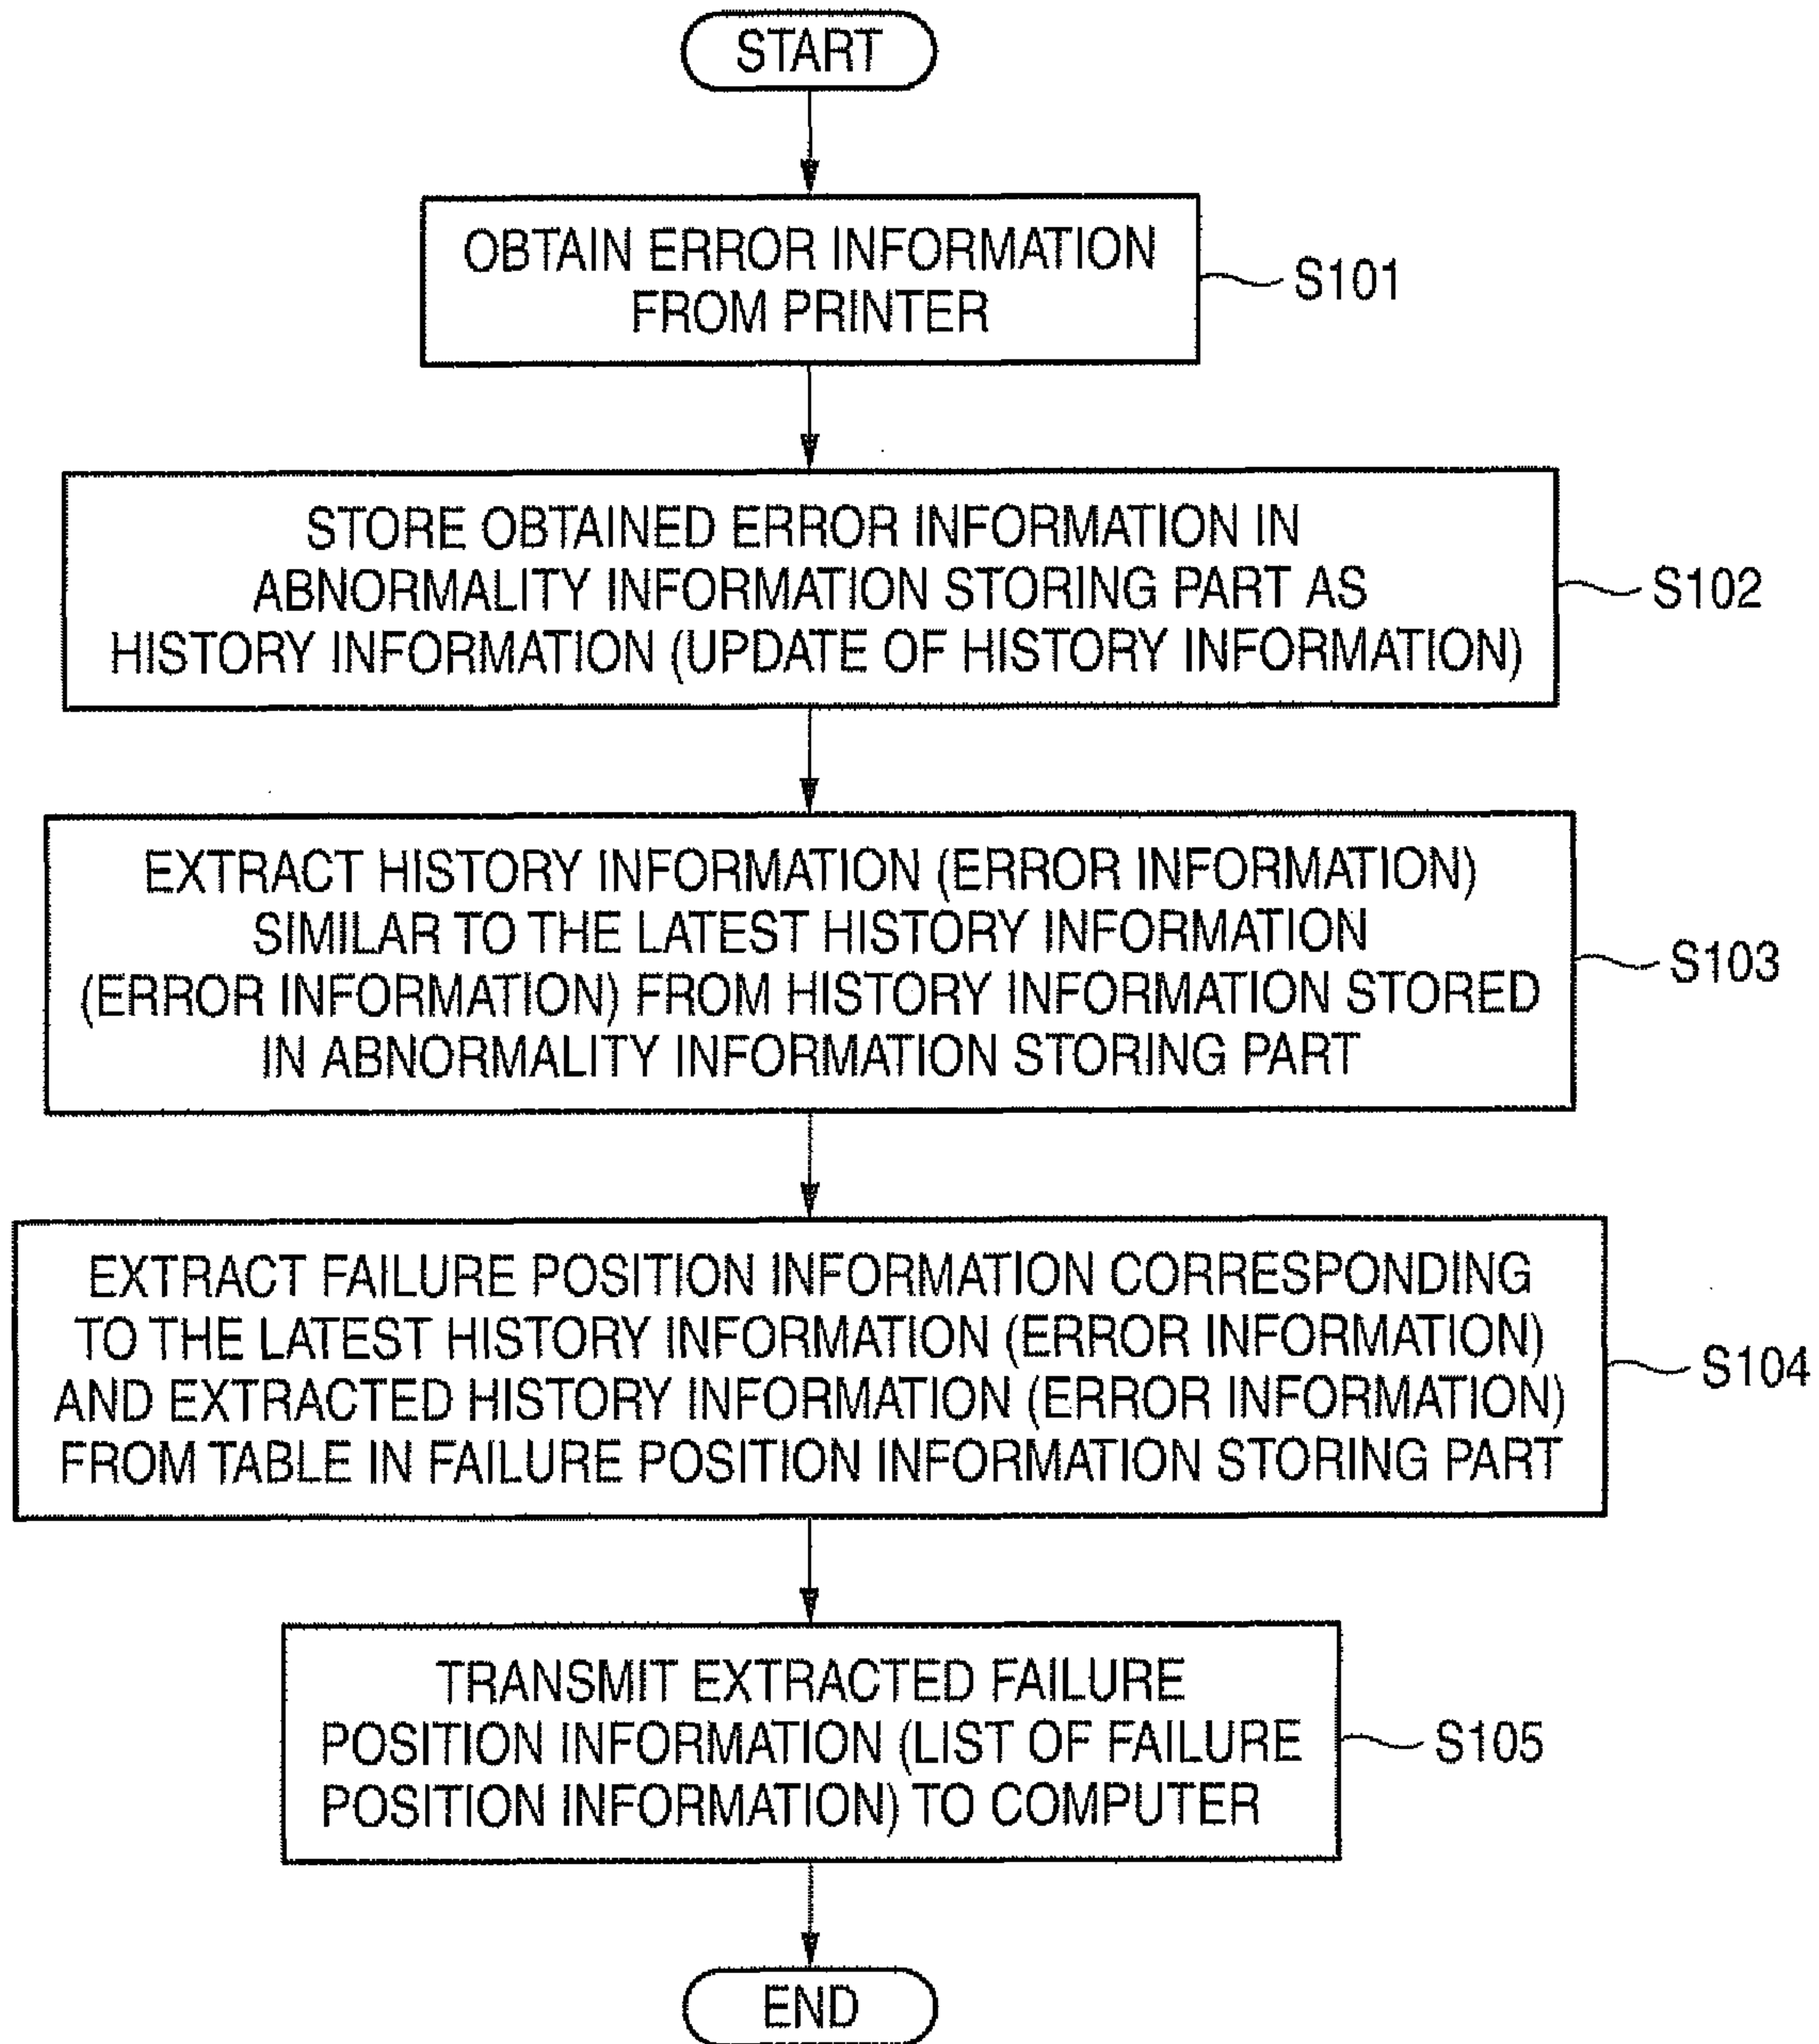 START
OBTAIN ERROR INFORMATION
FROM PRINTER
S101
STORE OBTAINED ERROR INFORMATION IN
ABNORMALITY INFORMATION STORING PART AS
HISTORY INFORMATION (UPDATE OF HISTORY INFORMATION)
S102
EXTRACT HISTORY INFORMATION (ERROR INFORMATION)
SIMILAR TO THE LATEST HISTORY INFORMATION
(ERROR INFORMATION) FROM HISTORY INFORMATION STORED
IN ABNORMALITY INFORMATION STORING PART
S103
EXTRACT FAILURE POSITION INFORMATION CORRESPONDING
TO THE LATEST HISTORY INFORMATION (ERROR INFORMATION)
AND EXTRACTED HISTORY INFORMATION (ERROR INFORMATION)
FROM TABLE IN FAILURE POSITION INFORMATION STORING PART
S104
TRANSMIT EXTRACTED FAILURE
POSITION INFORMATION (LIST OF FAILURE
POSITION INFORMATION) TO COMPUTER
S105
END